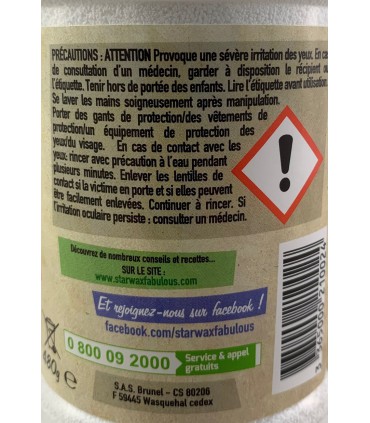 PRÉCAUTIONS : ATTENTION Provoque une sévère irritation des yeux. En cas
de consultation d'un médecin, garder à disposition le récipient ou
l'étiquette. Tenir hors de portée des enfants. Lire l'étiquette avant utilisation.
Se laver les mains soigneusement après manipulation.
Porter des gants de protection/des vêtements de
protection/un équipement de protection des
yeux/du visage. En cas de contact avec les
yeux: rincer avec précaution à l'eau pendant
plusieurs minutes. Enlever les lentilles de
contact si la victime en porte et si elles peuvent
être facilement enlevées. Continuer à rincer. Si
l'irritation oculaire persiste : consulter un médecin.
Découvrez de nombreux conseils et recettes...
SUR LE SITE :
www.starwaxfabulous.com
Et rejoignez-nous sur facebook !
facebook.com/starwaxfabulous
0 800 09 2000 Service & appel
gratuits
480g e
S.A.S. Brunel - CS 80206
F 59445 Wasquehal cedex